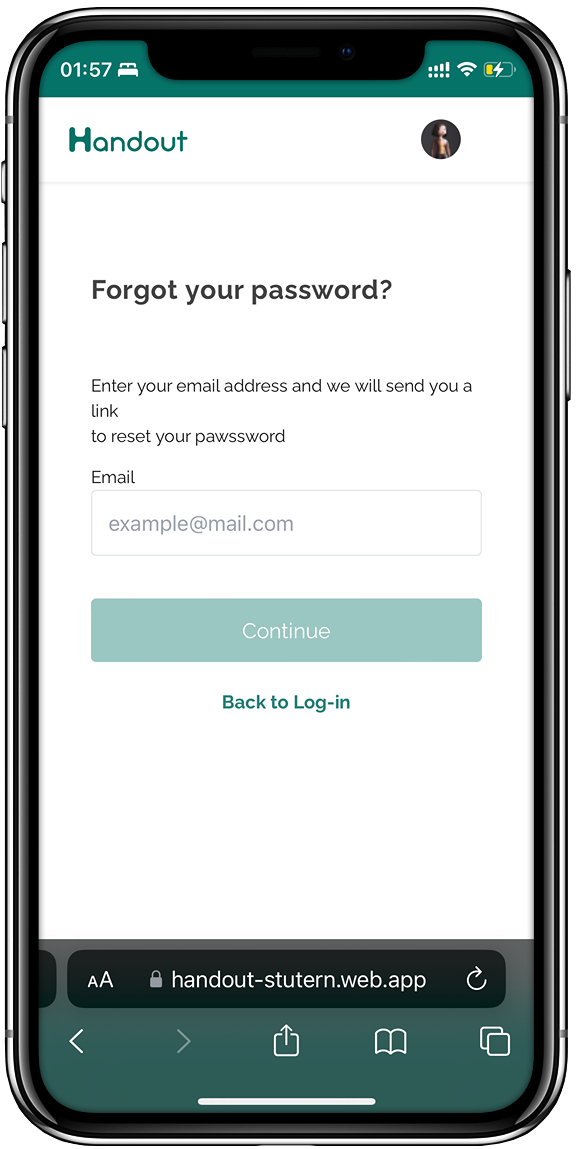 01:57
Handout
Forgot your password?
Enter your email address and we will send you a
link
to reset your pawssword
Email
example@mail.com
Continue
Back to Log-in
AA handout-stutern.web.app